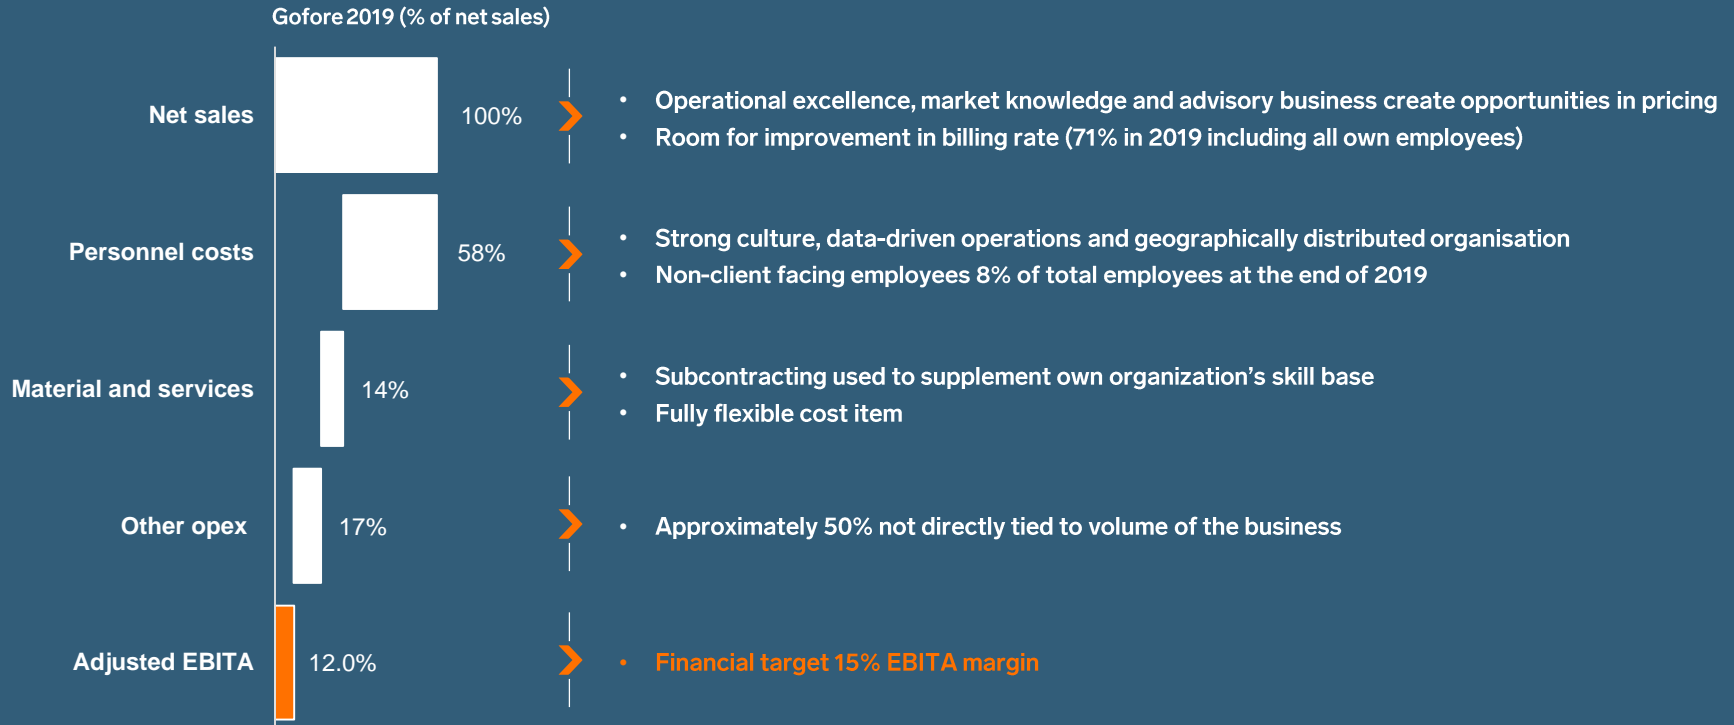 Gofore 2019 (% of net sales)
Net sales
100%
• Operational excellence, market knowledge and advisory business create opportunities in pricing
• Room for improvement in billing rate (71% in 2019 including all own employees)
Personnel costs
58%
• Strong culture, data-driven operations and geographically distributed organisation
• Non-client facing employees 8% of total employees at the end of 2019
Material and services
14%
• Subcontracting used to supplement own organization’s skill base
• Fully flexible cost item
Other opex
17%
• Approximately 50% not directly tied to volume of the business
Adjusted EBITA
12.0%
• Financial target 15% EBITA margin